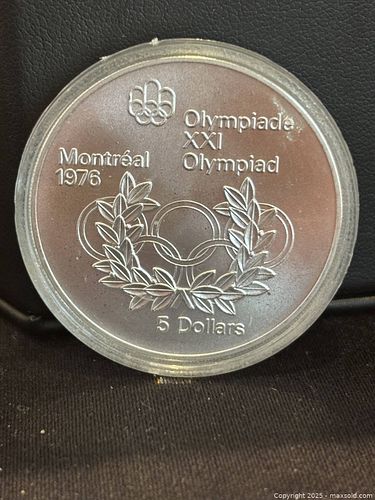 Olympiade
XXI
Olympiad
Montréal
1976
5 Dollars
Copyright 2025 - maxsold.com